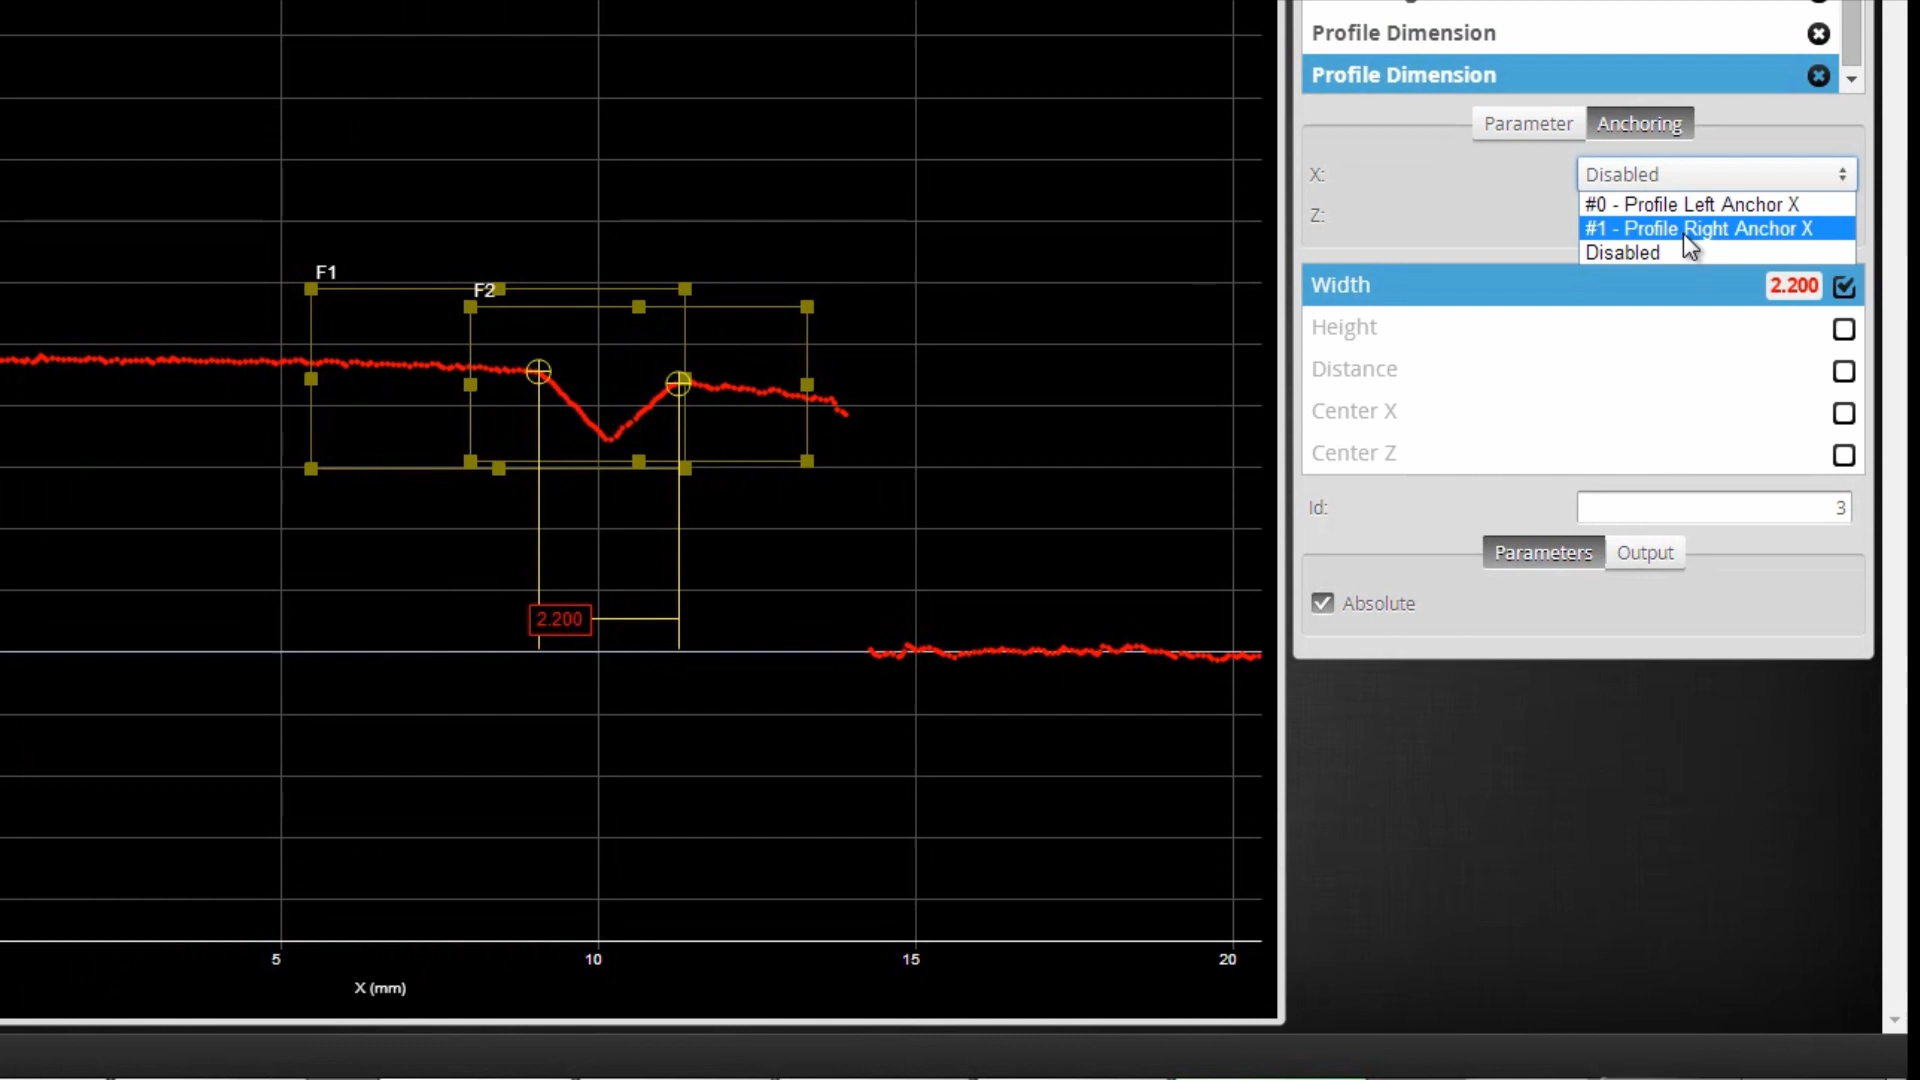 Profile Dimension
Profile Dimension
Parameter Anchoring
X: Disabled
#0 - Profile Left Anchor X
Z:
#1 - Profile Right Anchor X
Disabled
Width 2.200
Height
Distance
Center X
Center Z
Id: 3
Parameters Output
Absolute
F1
F2
2.200
5 10 15 20
X (mm)